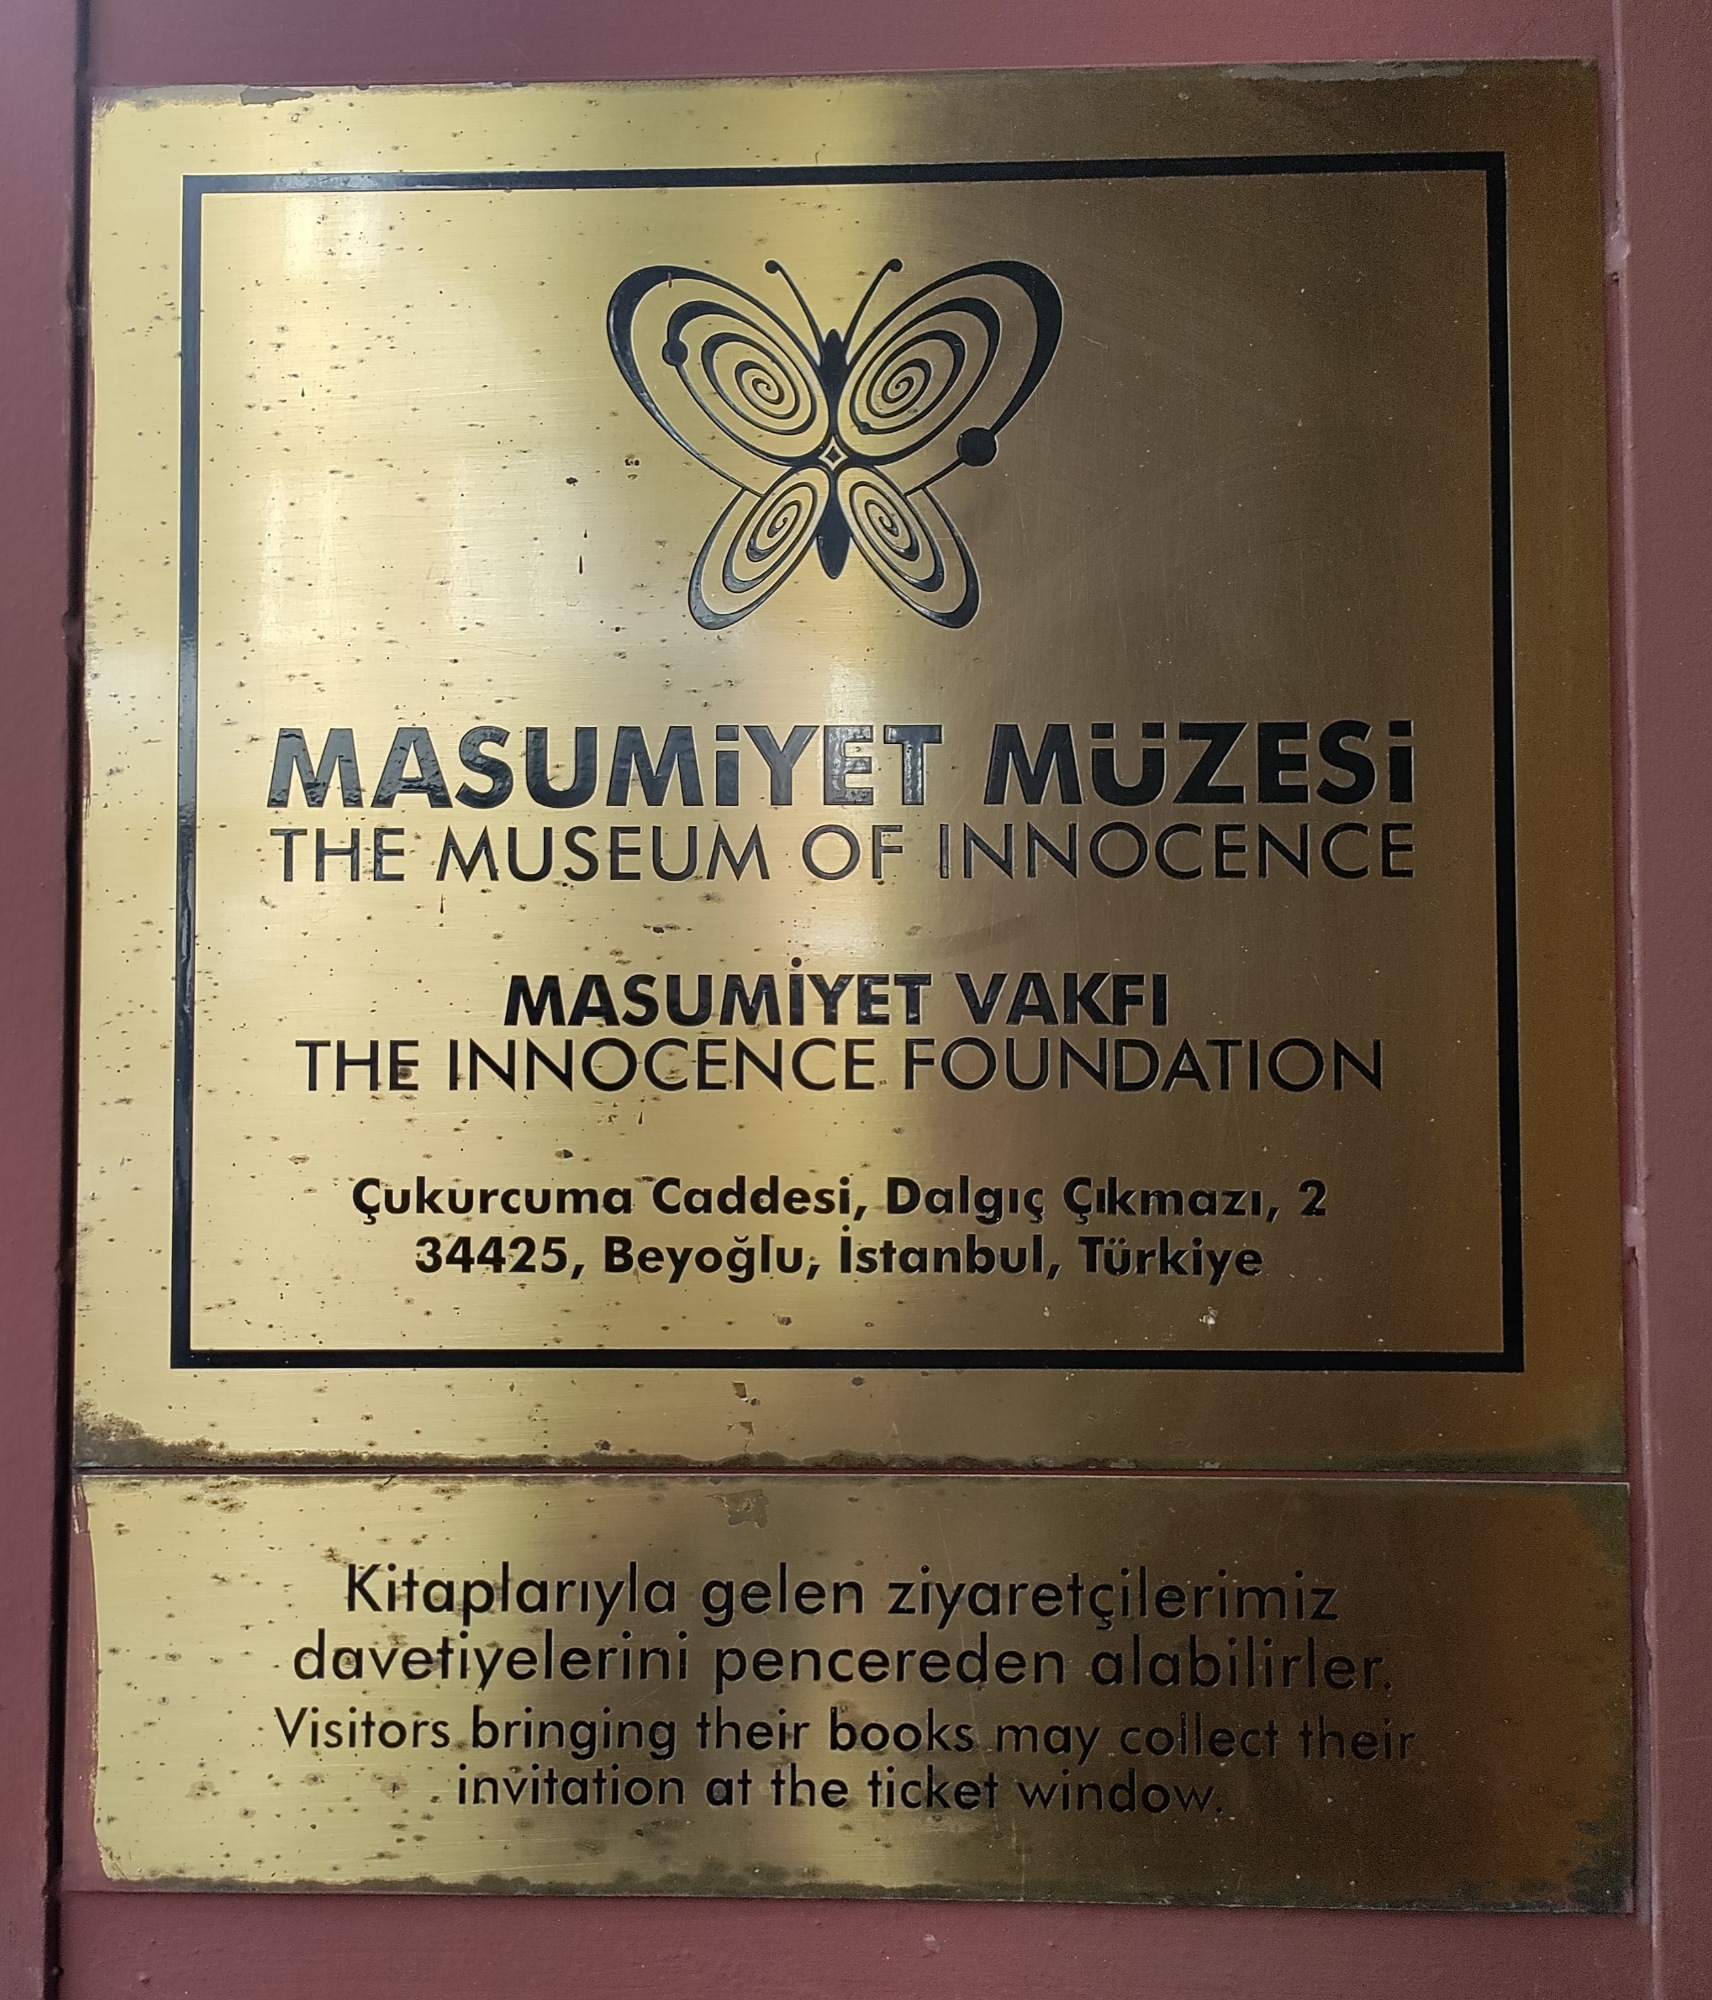 MASUMİYET MÜZESİ
THE MUSEUM OF INNOCENCE
MASUMİYET VAKFI
THE INNOCENCE FOUNDATION
Çukurcuma Caddesi, Dalgıç Çıkmazı, 2
34425, Beyoğlu, İstanbul, Türkiye
Kitaplarıyla gelen ziyaretçilerimiz
davetiyelerini pencereden alabilirler.
Visitors bringing their books may collect their
invitation at the ticket window.